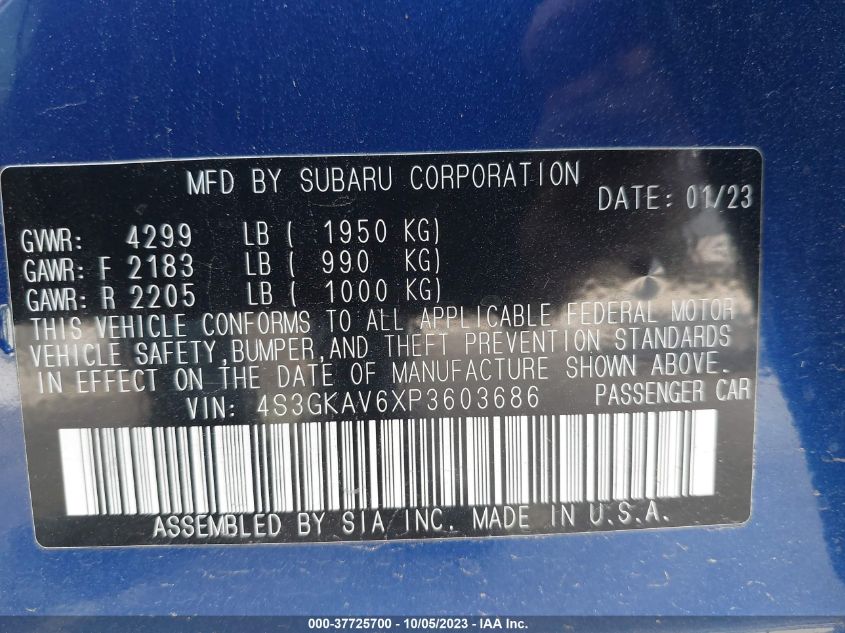 MFD BY SUBARU CORPORATION
DATE: 01/23
GVWR: 4299 LB ( 1950 KG)
GAWR: F 2183 LB ( 990 KG)
GAWR: R 2205 LB ( 1000 KG)
THIS VEHICLE CONFORMS TO ALL APPLICABLE FEDERAL MOTOR
VEHICLE SAFETY,BUMPER,AND THEFT PREVENTION STANDARDS
IN EFFECT ON THE DATE OF MANUFACTURE SHOWN ABOVE.
VIN: 4S3GKAV6XP3603686 PASSENGER CAR
ASSEMBLED BY SIA INC. MADE IN U.S.A.
000-37725700 - 10/05/2023 - IAA Inc.